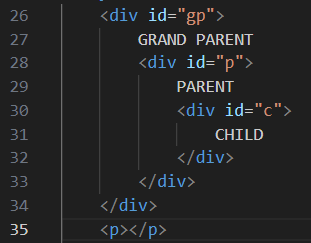 26 <div id="gp">
27 GRAND PARENT
28 <div id="p">
29 PARENT
30 <div id="c">
31 CHILD
32 </div>
33 </div>
34 </div>
35 <p></p>